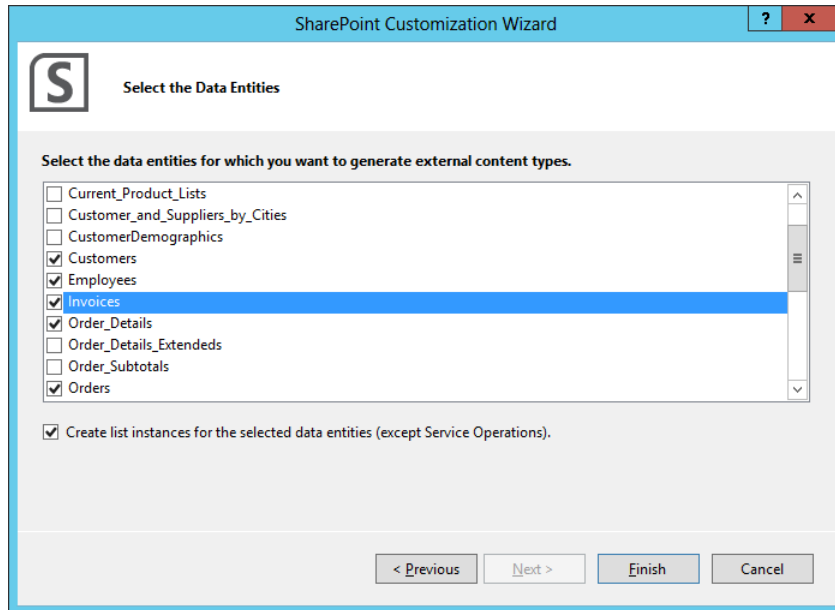 SharePoint Customization Wizard
?
x
S
Select the Data Entities
Select the data entities for which you want to generate external content types.
Current_Product_Lists
Customer_and_Suppliers_by_Cities
CustomerDemographics
Customers
Employees
Invoices
Order_Details
Order_Details_Extendeds
Order_Subtotals
Orders
Create list instances for the selected data entities (except Service Operations).
< Previous
Next >
Finish
Cancel